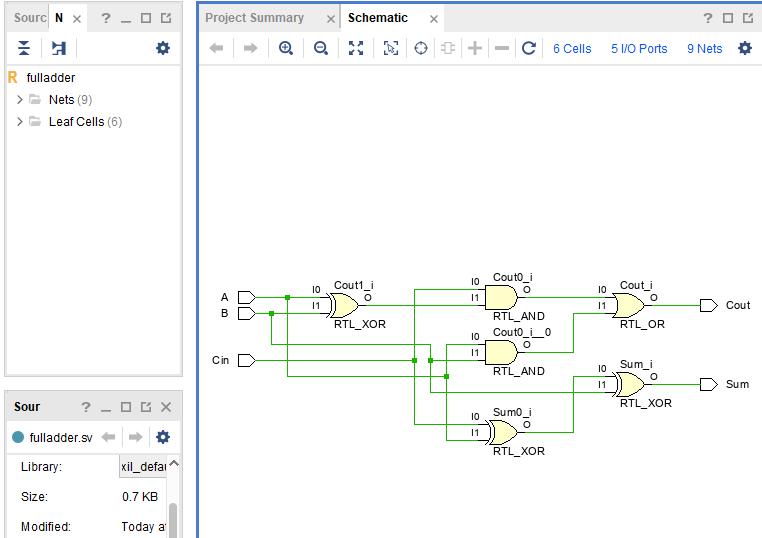 Sourc N × ? _
Project Summary × Schematic × ?
6 Cells 5 I/O Ports 9 Nets
R fulladder
Nets (9)
Leaf Cells (6)
Cout1_i
I0
I1
O
RTL_XOR
Cout0_i
I0
I1
O
RTL_AND
Cout_i
I0
I1
O
RTL_OR
A
B
Cin
Cout
Cout0_i__0
I0
I1
O
RTL_AND
Sum_i
I0
I1
O
RTL_XOR
Sum
Sum0_i
I0
I1
O
RTL_XOR
Sour ? _ ×
fulladder.sv
Library: xil_defau
Size: 0.7 KB
Modified: Today at